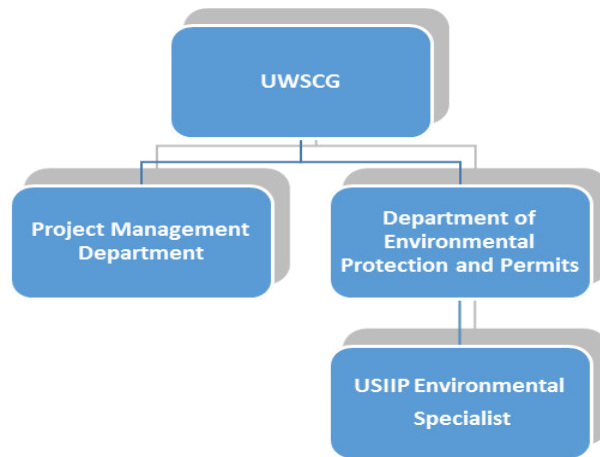 UWSCG
Project Management
Department
Department of
Environmental
Protection and Permits
USIIP Environmental
Specialist